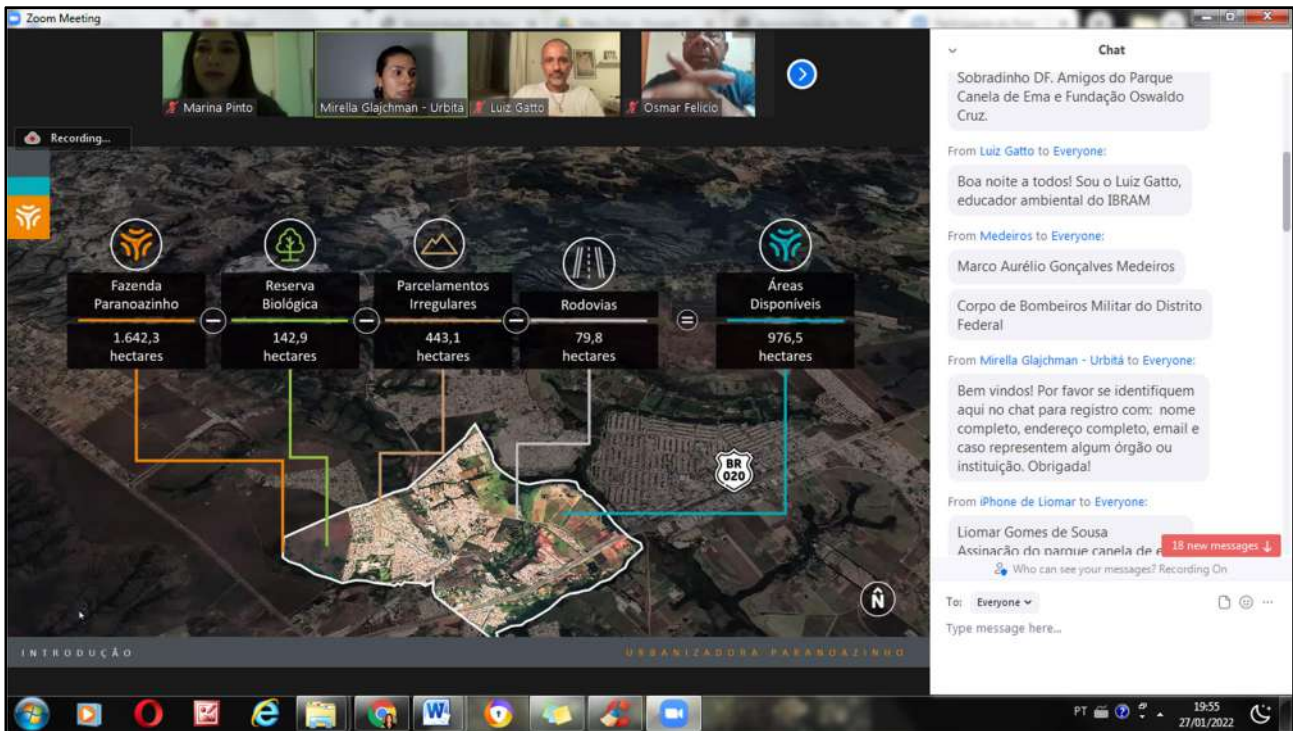 Zoom Meeting
Marina Pinto
Mirella Glajchman - Urbitá
Luiz Gatto
Osmar Felicio
Recording...
Fazenda
Paranoazinho
1.642,3
hectares
Reserva
Biológica
142,9
hectares
Parcelamentos
Irregulares
443,1
hectares
Rodovias
79,8
hectares
=
Áreas
Disponíveis
976,5
hectares
BR
020
N
INTRODUÇÃO
URBANIZADORA PARANOAZINHO
Chat
Sobradinho DF. Amigos do Parque
Canela de Ema e Fundação Oswaldo
Cruz.
From Luiz Gatto to Everyone:
Boa noite a todos! Sou o Luiz Gatto,
educador ambiental do IBRAM
From Medeiros to Everyone:
Marco Aurélio Gonçalves Medeiros
Corpo de Bombeiros Militar do Distrito
Federal
From Mirella Glajchman - Urbitá to Everyone:
Bem vindos! Por favor se identifiquem
aqui no chat para registro com: nome
completo, endereço completo, email e
caso representem algum órgão ou
instituição. Obrigada!
From iPhone de Liomar to Everyone:
Liomar Gomes de Sousa
Assinação do parque canela de e
18 new messages ↓
Who can see your messages? Recording On
To: Everyone
Type message here...
PT
19:55
27/01/2022